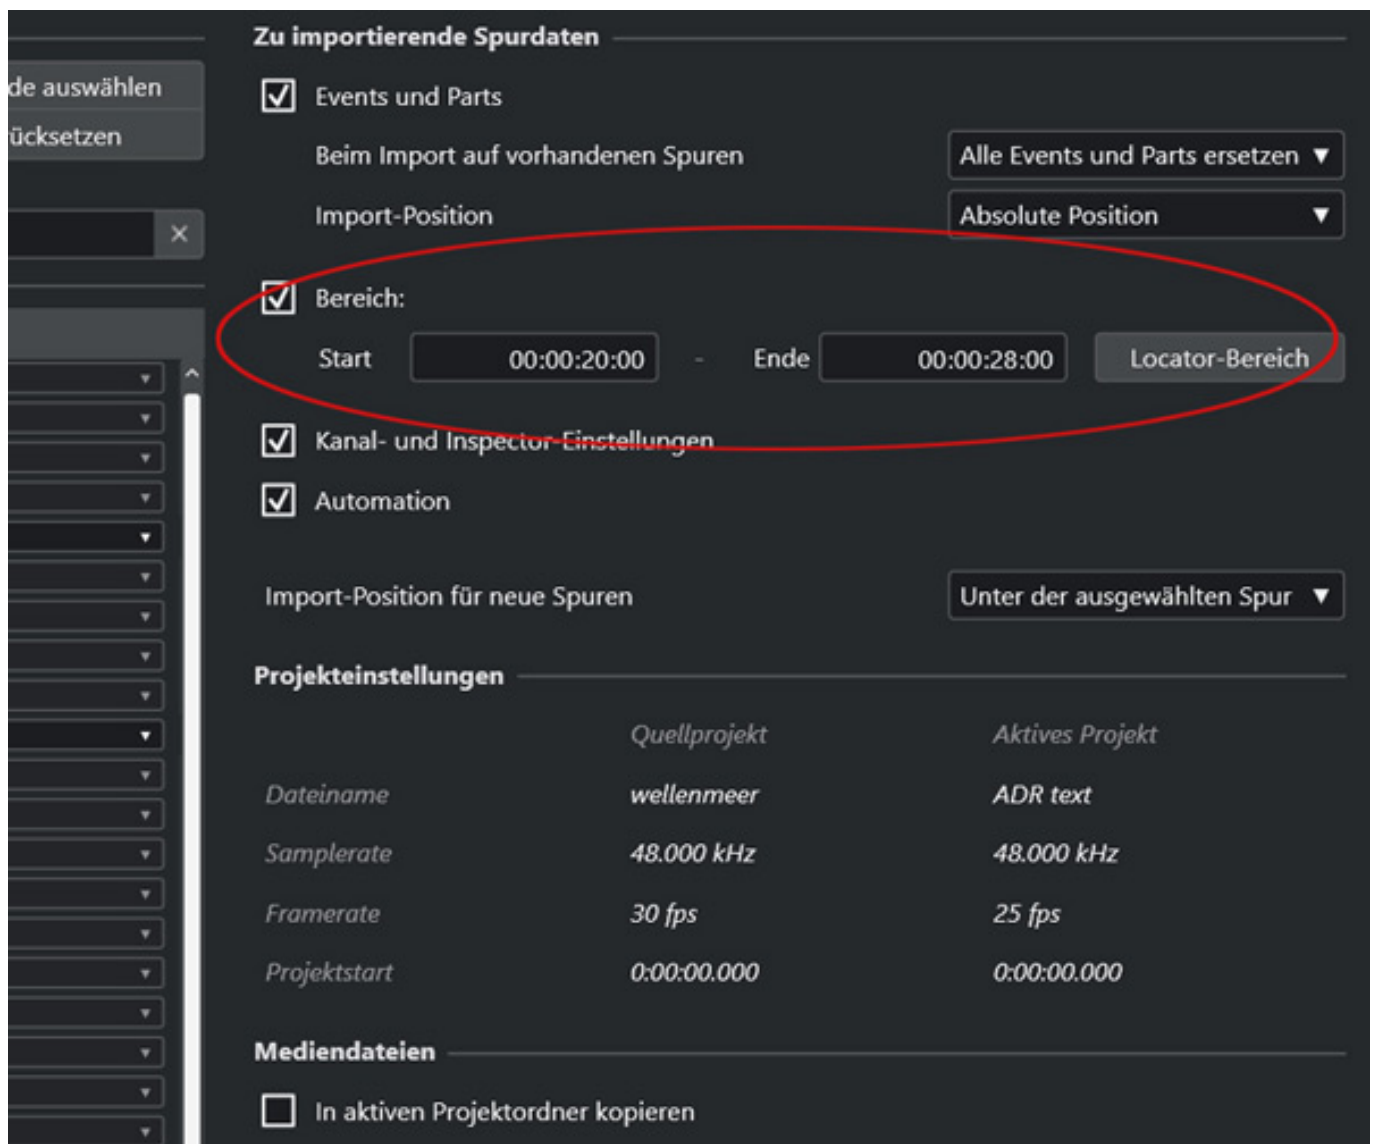 Zu importierende Spurdaten
de auswählen
Events und Parts
ücksetzen
Beim Import auf vorhandenen Spuren Alle Events und Parts ersetzen
Import-Position Absolute Position
Bereich:
Start 00:00:20:00 - Ende 00:00:28:00 Locator-Bereich
Kanal- und Inspector-Einstellungen
Automation
Import-Position für neue Spuren Unter der ausgewählten Spur
Projekteinstellungen
Quellprojekt Aktives Projekt
Dateiname wellenmeer ADR text
Samplerate 48.000 kHz 48.000 kHz
Framerate 30 fps 25 fps
Projektstart 0:00:00.000 0:00:00.000
Mediendateien
In aktiven Projektordner kopieren